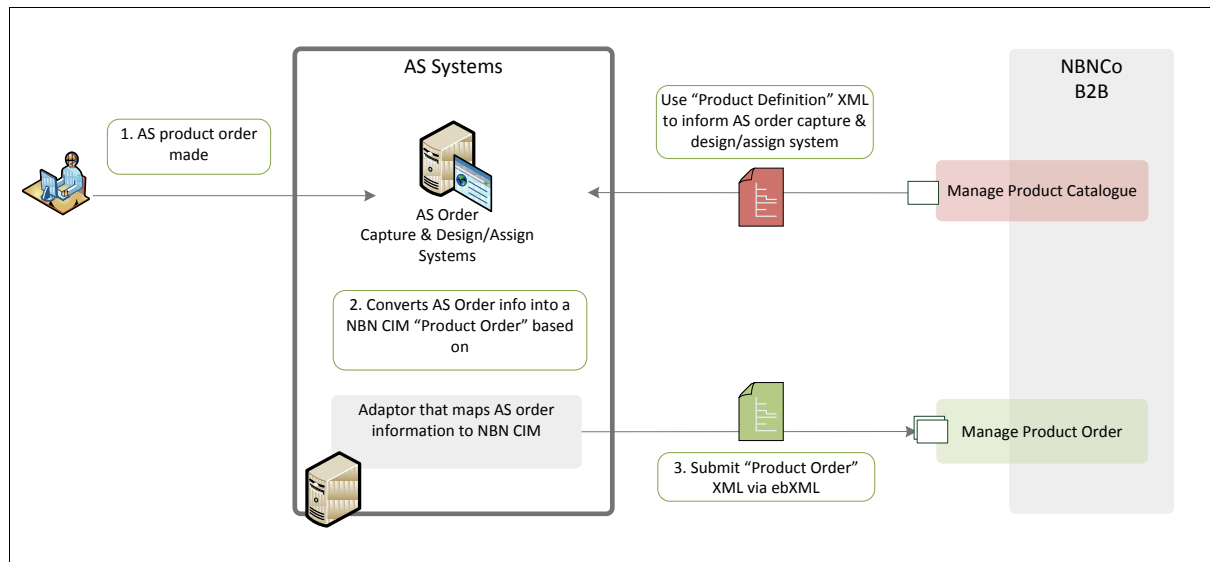 AS Systems
NBNCo
B2B
1. AS product order
made
Use “Product Definition” XML
to inform AS order capture &
design/assign system
Manage Product Catalogue
AS Order
Capture & Design/Assign
Systems
2. Converts AS Order info into a
NBN CIM “Product Order” based
on
Adaptor that maps AS order
information to NBN CIM
Manage Product Order
3. Submit “Product Order”
XML via ebXML